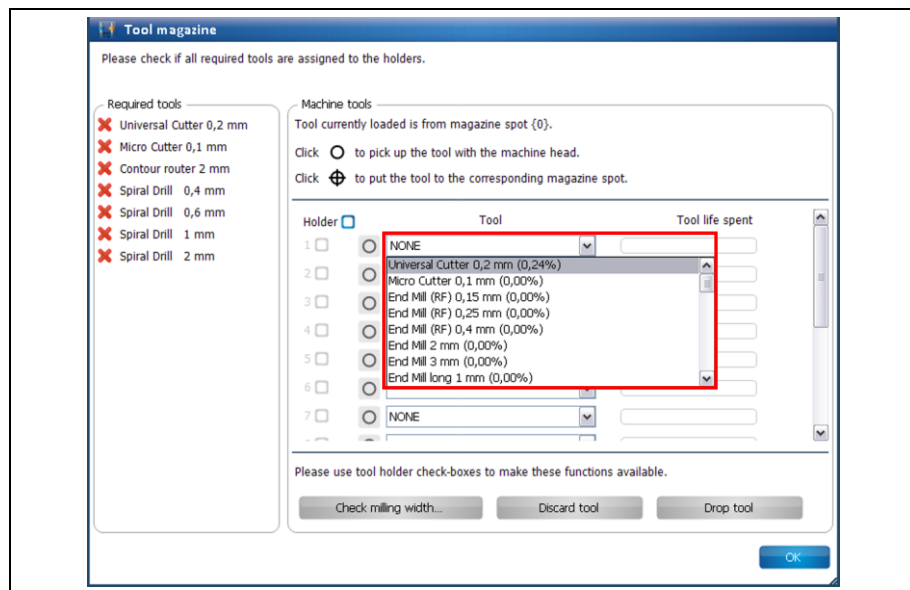 Tool magazine
Please check if all required tools are assigned to the holders.
Required tools
Universal Cutter 0,2 mm
Micro Cutter 0,1 mm
Contour router 2 mm
Spiral Drill 0,4 mm
Spiral Drill 0,6 mm
Spiral Drill 1 mm
Spiral Drill 2 mm
Machine tools
Tool currently loaded is from magazine spot {0}.
Click to pick up the tool with the machine head.
Click to put the tool to the corresponding magazine spot.
Holder Tool Tool life spent
1 NONE
Universal Cutter 0,2 mm (0,24%)
2
Micro Cutter 0,1 mm (0,00%)
End Mill (RF) 0,15 mm (0,00%)
3
End Mill (RF) 0,25 mm (0,00%)
4 End Mill (RF) 0,4 mm (0,00%)
End Mill 2 mm (0,00%)
5 End Mill 3 mm (0,00%)
End Mill long 1 mm (0,00%)
6
7 NONE
Please use tool holder check-boxes to make these functions available.
Check milling width... Discard tool Drop tool
OK